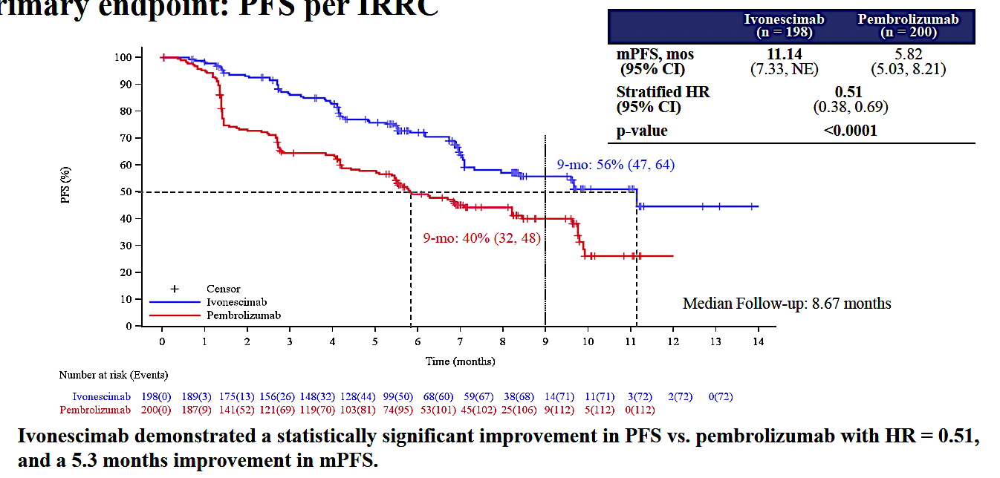 rimary endpoint: PFS per IRRC
Ivonescimab Pembrolizumab
(n = 198) (n = 200)
mPFS, mos 11.14 5.82
(95% CI) (7.33, NE) (5.03, 8.21)
Stratified HR 0.51
(95% CI) (0.38, 0.69)
p-value <0.0001
PFS (%)
100
90
80
70
60
50
40
30
20
10
0
9-mo: 56% (47, 64)
9-mo: 40% (32, 48)
+ Censor
Ivonescimab
Pembrolizumab
Median Follow-up: 8.67 months
0 1 2 3 4 5 6 7 8 9 10 11 12 13 14
Time (months)
Number at risk (Events)
Ivonescimab 198(0) 189(3) 175(13) 156(26) 148(32) 128(44) 99(50) 68(60) 59(67) 38(68) 14(71) 11(71) 3(72) 2(72) 0(72)
Pembrolizumab 200(0) 187(9) 141(52) 121(69) 119(70) 103(81) 74(95) 53(101) 45(102) 25(106) 9(112) 5(112) 0(112)
Ivonescimab demonstrated a statistically significant improvement in PFS vs. pembrolizumab with HR = 0.51,
and a 5.3 months improvement in mPFS.